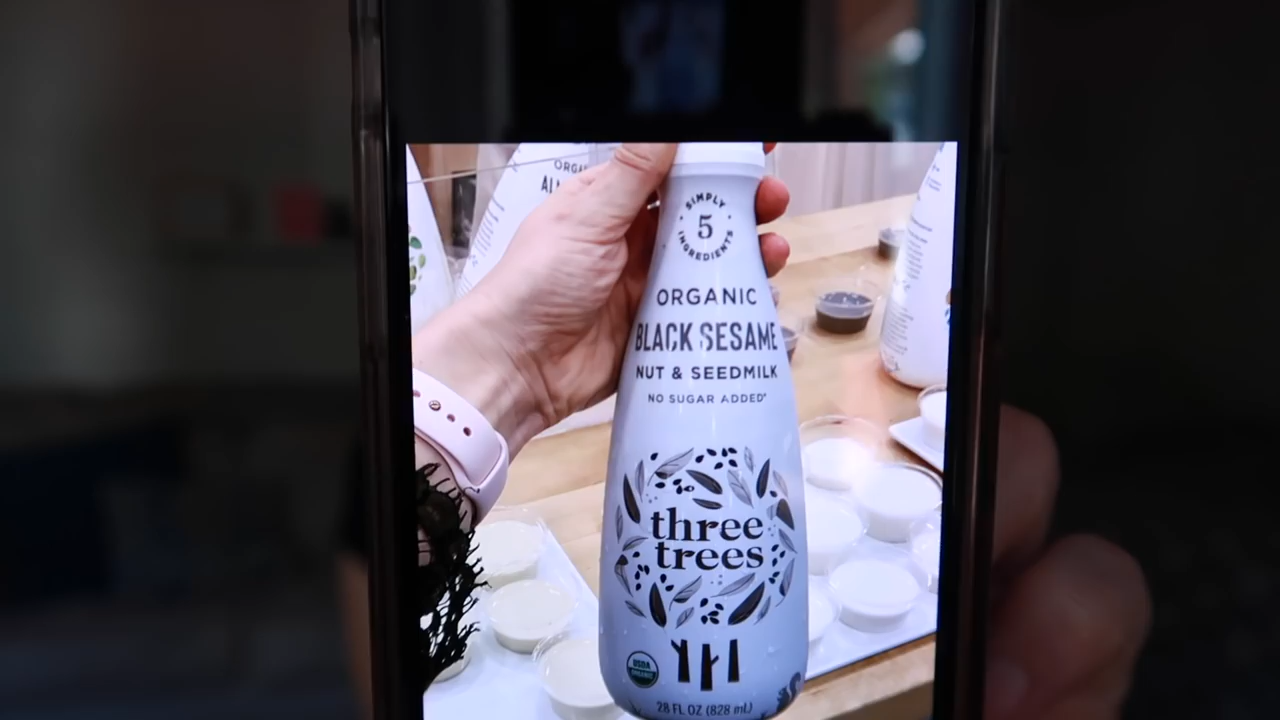 SIMPLY
5
INGREDIENTS
ORGANIC
BLACK SESAME
NUT & SEEDMILK
NO SUGAR ADDED*
three
trees
USDA
ORGANIC
28 FL OZ (828 mL)